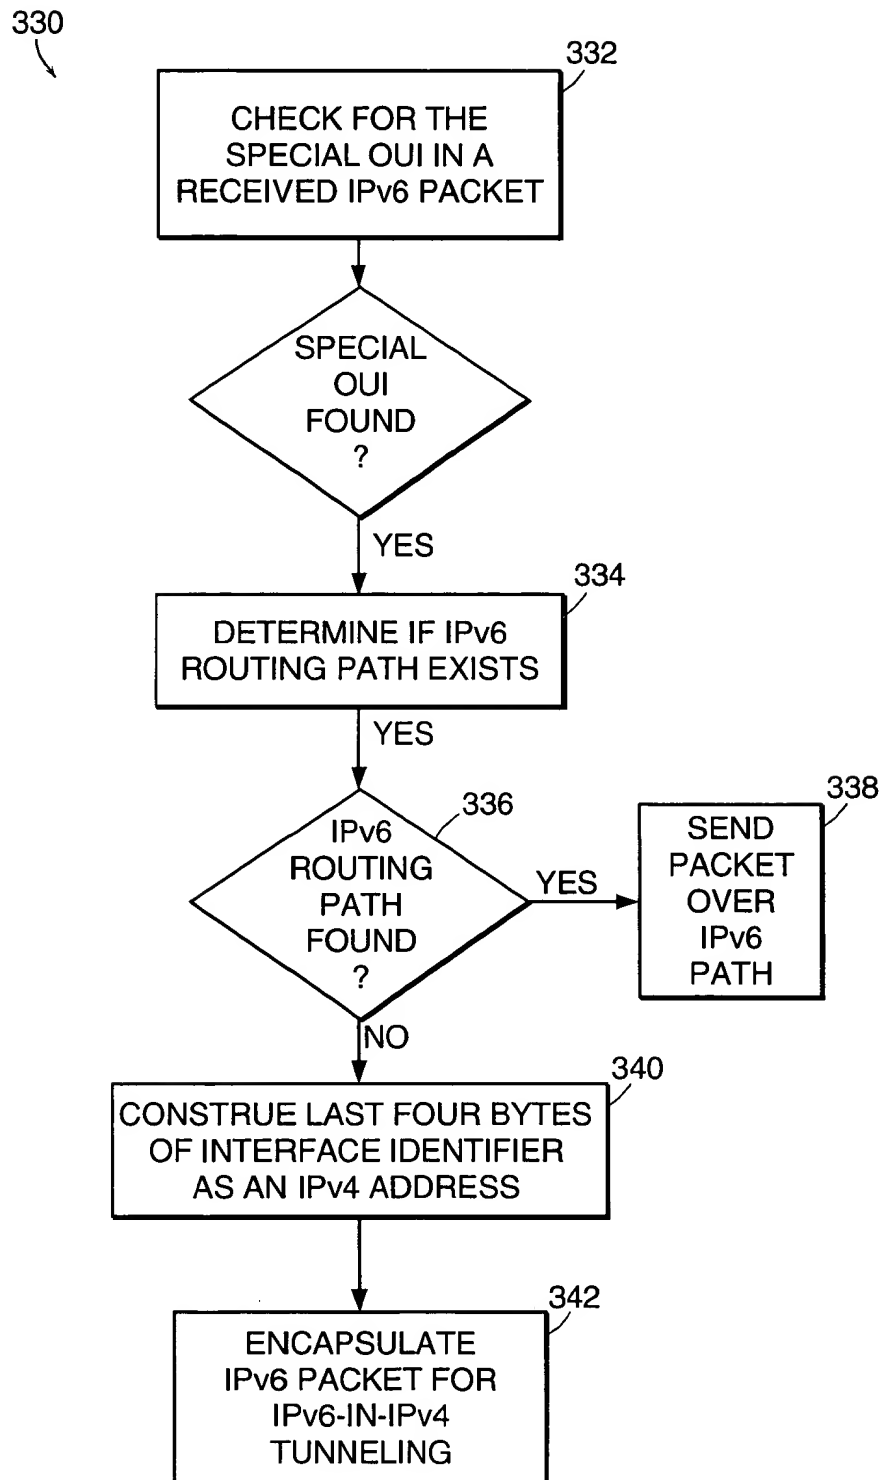 330
332
CHECK FOR THE
SPECIAL OUI IN A
RECEIVED IPv6 PACKET
SPECIAL
OUI
FOUND
?
YES
334
DETERMINE IF IPv6
ROUTING PATH EXISTS
YES
336
IPv6
ROUTING
PATH
FOUND
?
YES
338
SEND
PACKET
OVER
IPv6
PATH
NO
340
CONSTRUE LAST FOUR BYTES
OF INTERFACE IDENTIFIER
AS AN IPv4 ADDRESS
342
ENCAPSULATE
IPv6 PACKET FOR
IPv6-IN-IPv4
TUNNELING